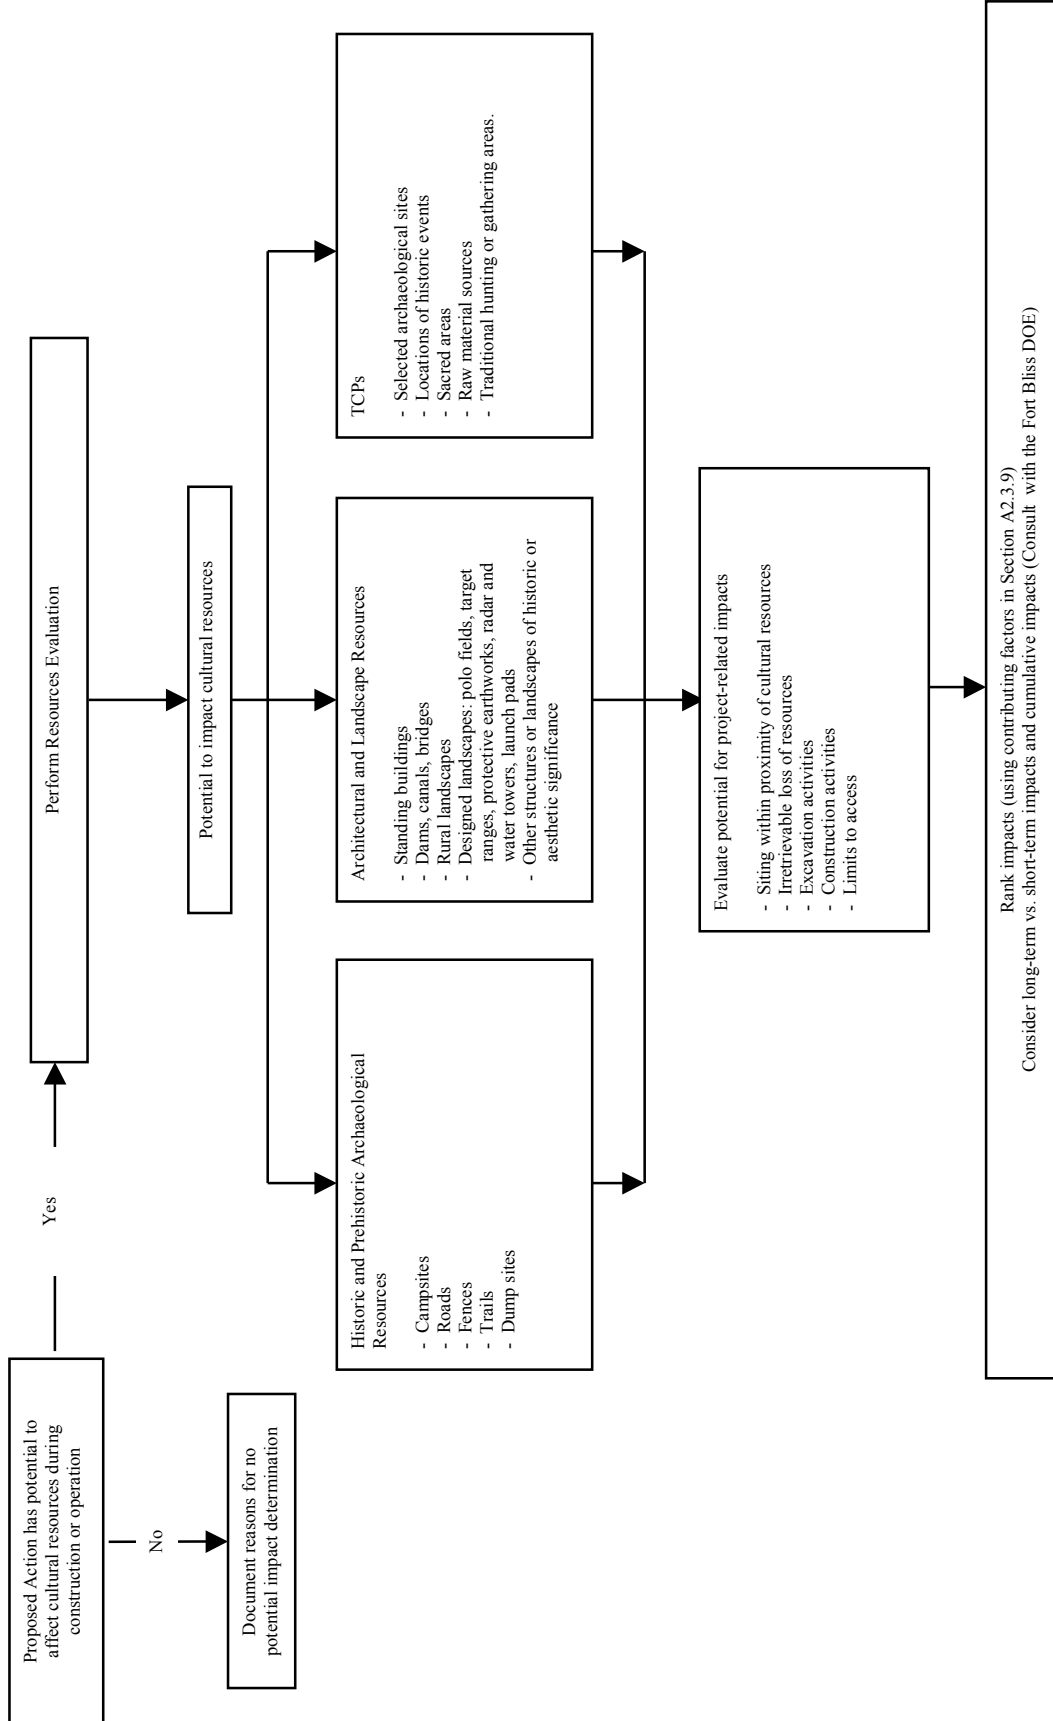 Proposed Action has potential to
affect cultural resources during
construction or operation
Yes
Perform Resources Evaluation
No
Document reasons for no
potential impact determination
Potential to impact cultural resources
Historic and Prehistoric Archaeological
Resources
- Campsites
- Roads
- Fences
- Trails
- Dump sites
Architectural and Landscape Resources
- Standing buildings
- Dams, canals, bridges
- Rural landscapes
- Designed landscapes: polo fields, target
ranges, protective earthworks, radar and
water towers, launch pads
- Other structures or landscapes of historic or
aesthetic significance
TCPs
- Selected archaeological sites
- Locations of historic events
- Sacred areas
- Raw material sources
- Traditional hunting or gathering areas.
Evaluate potential for project-related impacts
- Siting within proximity of cultural resources
- Irretrievable loss of resources
- Excavation activities
- Construction activities
- Limits to access
Rank impacts (using contributing factors in Section A2.3.9)
Consider long-term vs. short-term impacts and cumulative impacts (Consult with the Fort Bliss DOE)